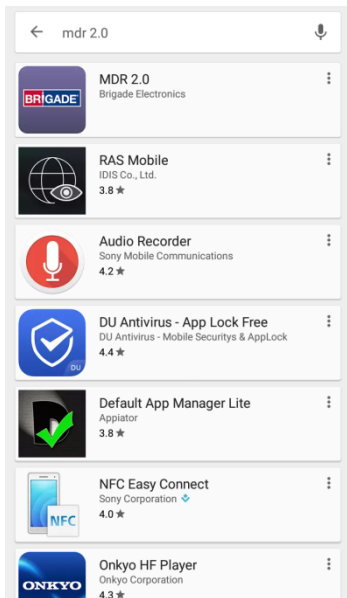 mdr 2.0
MDR 2.0
Brigade Electronics
BRIGADE
RAS Mobile
IDIS Co., Ltd.
3.8 ★
Audio Recorder
Sony Mobile Communications
4.2 ★
DU Antivirus - App Lock Free
DU Antivirus - Mobile Securitys & AppLock
4.4 ★
DU
Default App Manager Lite
Appiator
3.8 ★
NFC Easy Connect
Sony Corporation
4.0 ★
NFC
Onkyo HF Player
Onkyo Corporation
4.3 ★
ONKYO